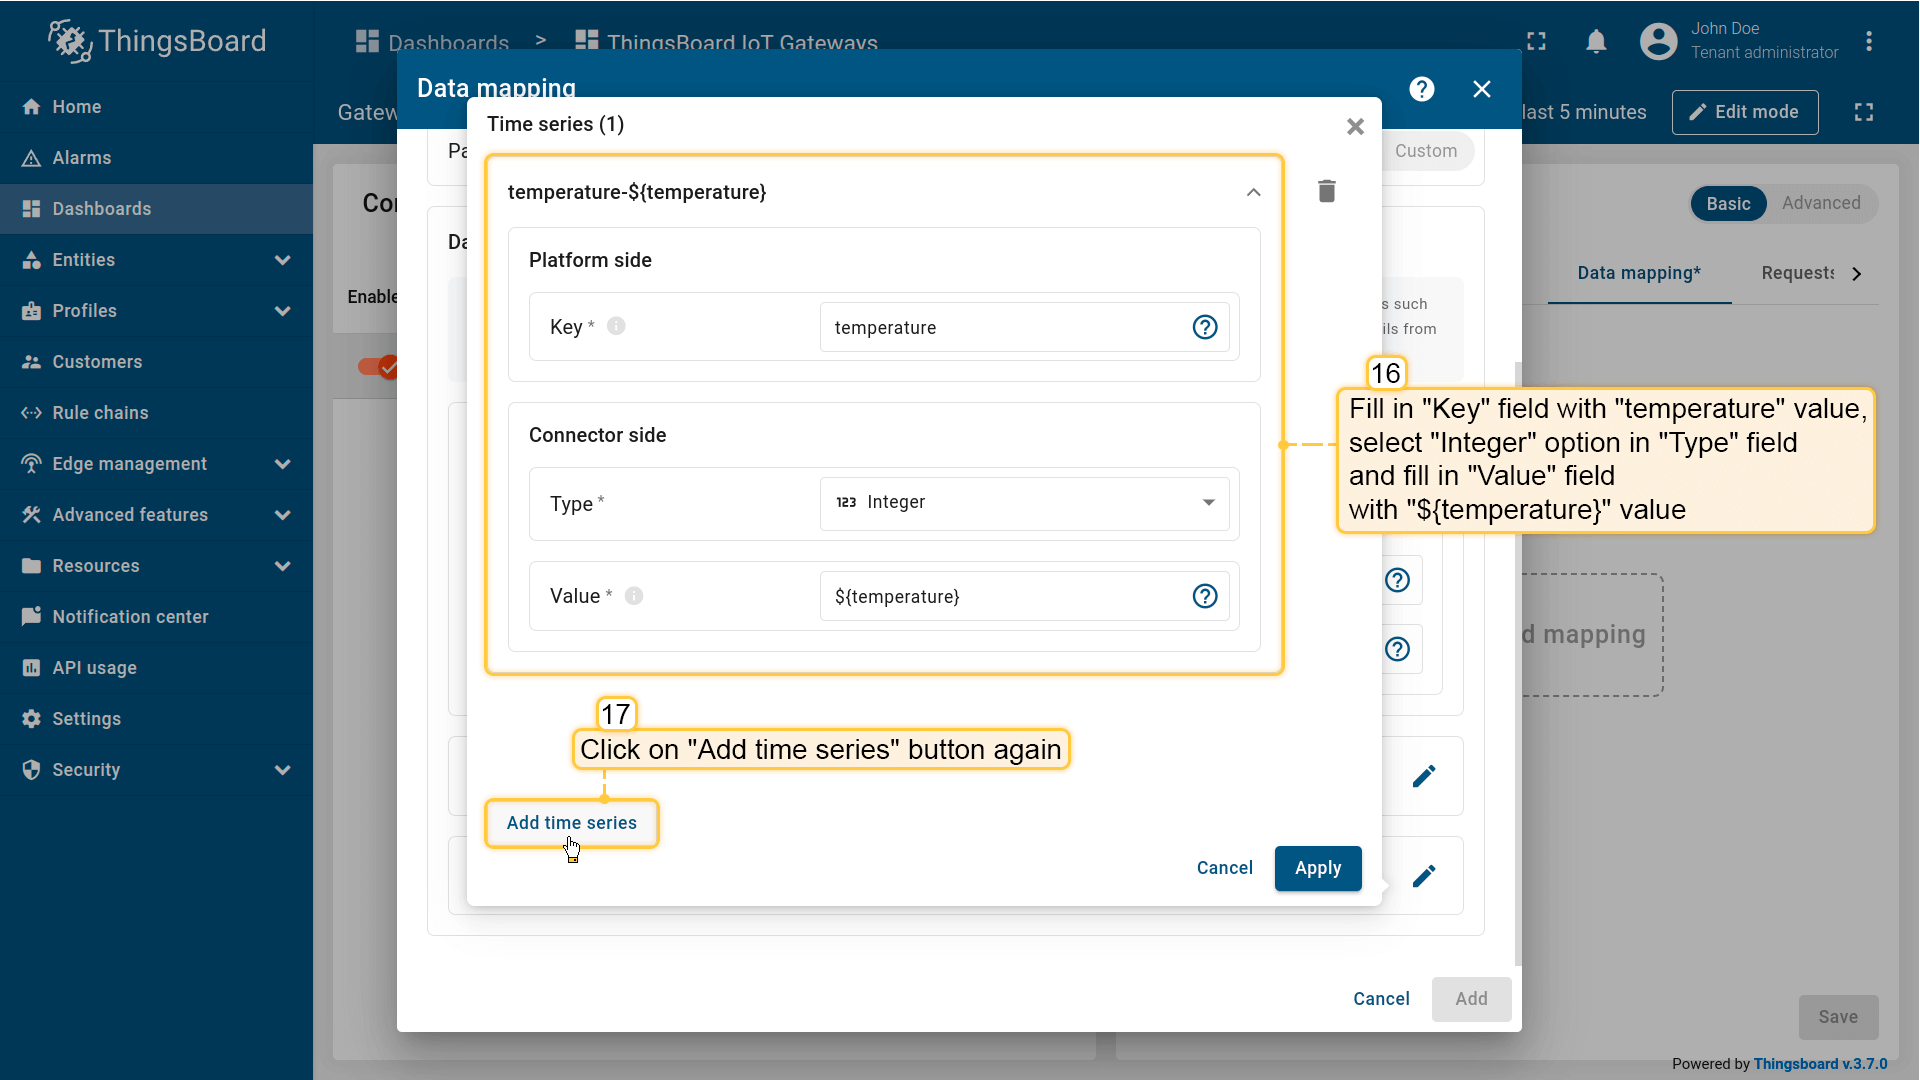 ThingsBoard
Dashboards > ThingsBoard IoT Gateways
John Doe
Tenant administrator
Home
Alarms
Dashboards
Entities
Profiles
Customers
Rule chains
Edge management
Advanced features
Resources
Notification center
API usage
Settings
Security
Gatew
last 5 minutes
Edit mode
Data mapping
Time series (1)
Pa
Custom
temperature-${temperature}
Co
Basic
Advanced
Da
Platform side
Data mapping*
Requests
Enable
s such
Key *
temperature
ils from
16
Fill in "Key" field with "temperature" value,
select "Integer" option in "Type" field
and fill in "Value" field
with "${temperature}" value
Connector side
Type *
123 Integer
Value *
${temperature}
d mapping
17
Click on "Add time series" button again
Add time series
Cancel
Apply
Cancel
Add
Save
Powered by Thingsboard v.3.7.0